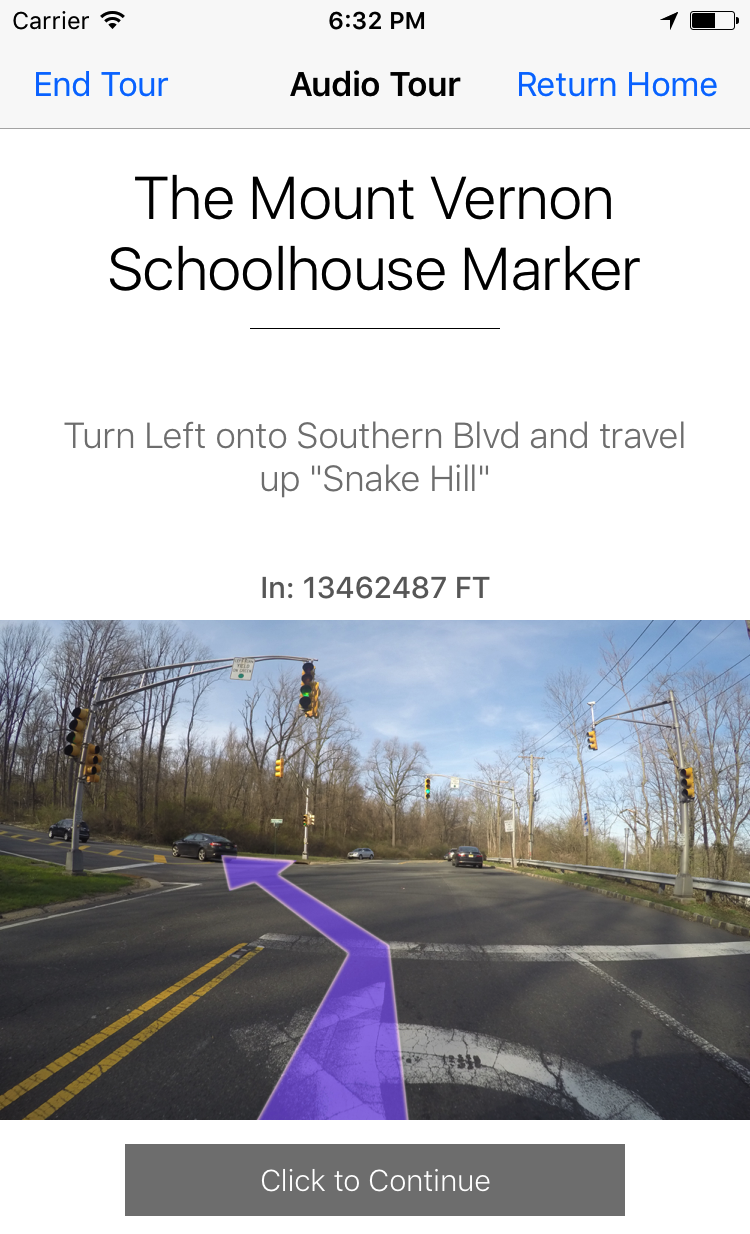 Carrier 6:32 PM
End Tour Audio Tour Return Home
The Mount Vernon
Schoolhouse Marker
Turn Left onto Southern Blvd and travel
up "Snake Hill"
In: 13462487 FT
Click to Continue